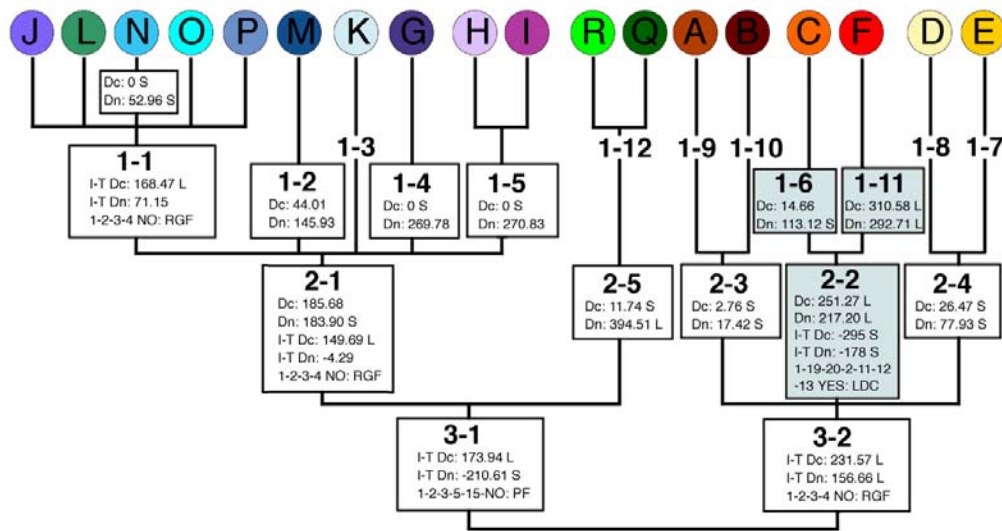 J L N O P M K G H I R Q A B C F D E
Dc: 0 S
Dn: 52.96 S
1-1
I-T Dc: 168.47 L
I-T Dn: 71.15
1-2-3-4 NO: RGF
1-2
Dc: 44.01
Dn: 145.93
1-3
1-4
Dc: 0 S
Dn: 269.78
1-5
Dc: 0 S
Dn: 270.83
1-12
1-9
1-10
1-6
Dc: 14.66
Dn: 113.12 S
1-11
Dc: 310.58 L
Dn: 292.71 L
1-8
1-7
2-1
Dc: 185.68
Dn: 183.90 S
I-T Dc: 149.69 L
I-T Dn: -4.29
1-2-3-4 NO: RGF
2-5
Dc: 11.74 S
Dn: 394.51 L
2-3
Dc: 2.76 S
Dn: 17.42 S
2-2
Dc: 251.27 L
Dn: 217.20 L
I-T Dc: -295 S
I-T Dn: -178 S
1-19-20-2-11-12
-13 YES: LDC
2-4
Dc: 26.47 S
Dn: 77.93 S
3-1
I-T Dc: 173.94 L
I-T Dn: -210.61 S
1-2-3-5-15-NO: PF
3-2
I-T Dc: 231.57 L
I-T Dn: 156.66 L
1-2-3-4 NO: RGF